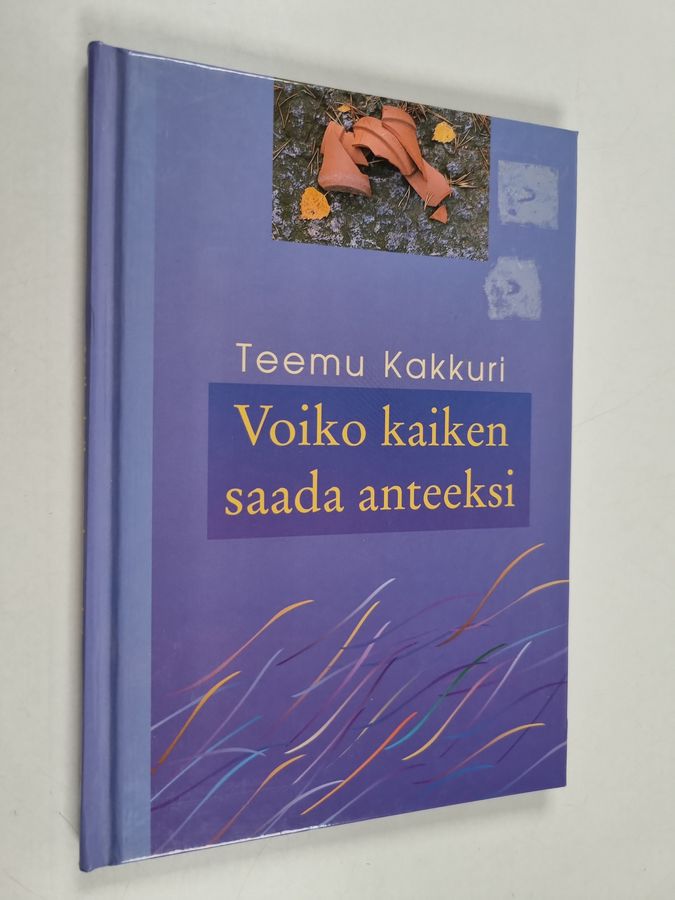 Teemu Kakkuri
Voiko kaiken
saada anteeksi